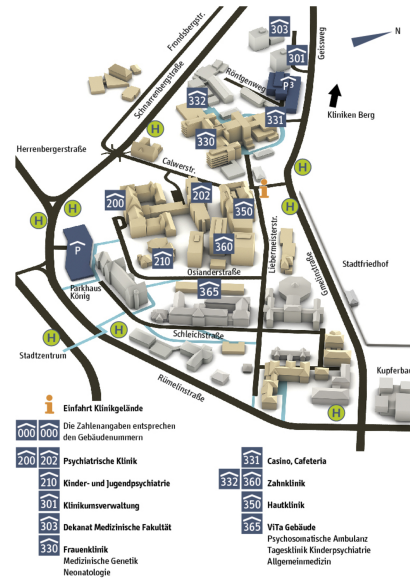 303
Frondsbergstr.
Geissweg
N
301
Schnarrenbergstraße
Röntgenweg
P3
332
331
Kliniken Berg
330
H
Herrenbergerstraße
Calwerstr.
H
H
H
200
202
350
i
H
Liebermeisterstr.
Gmelinstraße
P
210
360
Osianderstraße
Stadtfriedhof
365
Parkhaus
König
Schleichstraße
H
Stadtzentrum
Rümelinstraße
Kupferba
H
i Einfahrt Klinikgelände
000 000 Die Zahlenangaben entsprechen
den Gebäudenummern
200 202 Psychiatrische Klinik
210 Kinder- und Jugendpsychiatrie
301 Klinikumsverwaltung
303 Dekanat Medizinische Fakultät
330 Frauenklinik
Medizinische Genetik
Neonatologie
331 Casino, Cafeteria
332 360 Zahnklinik
350 Hautklinik
365 ViTa Gebäude
Psychosomatische Ambulanz
Tagesklinik Kinderpsychiatrie
Allgemeinmedizin